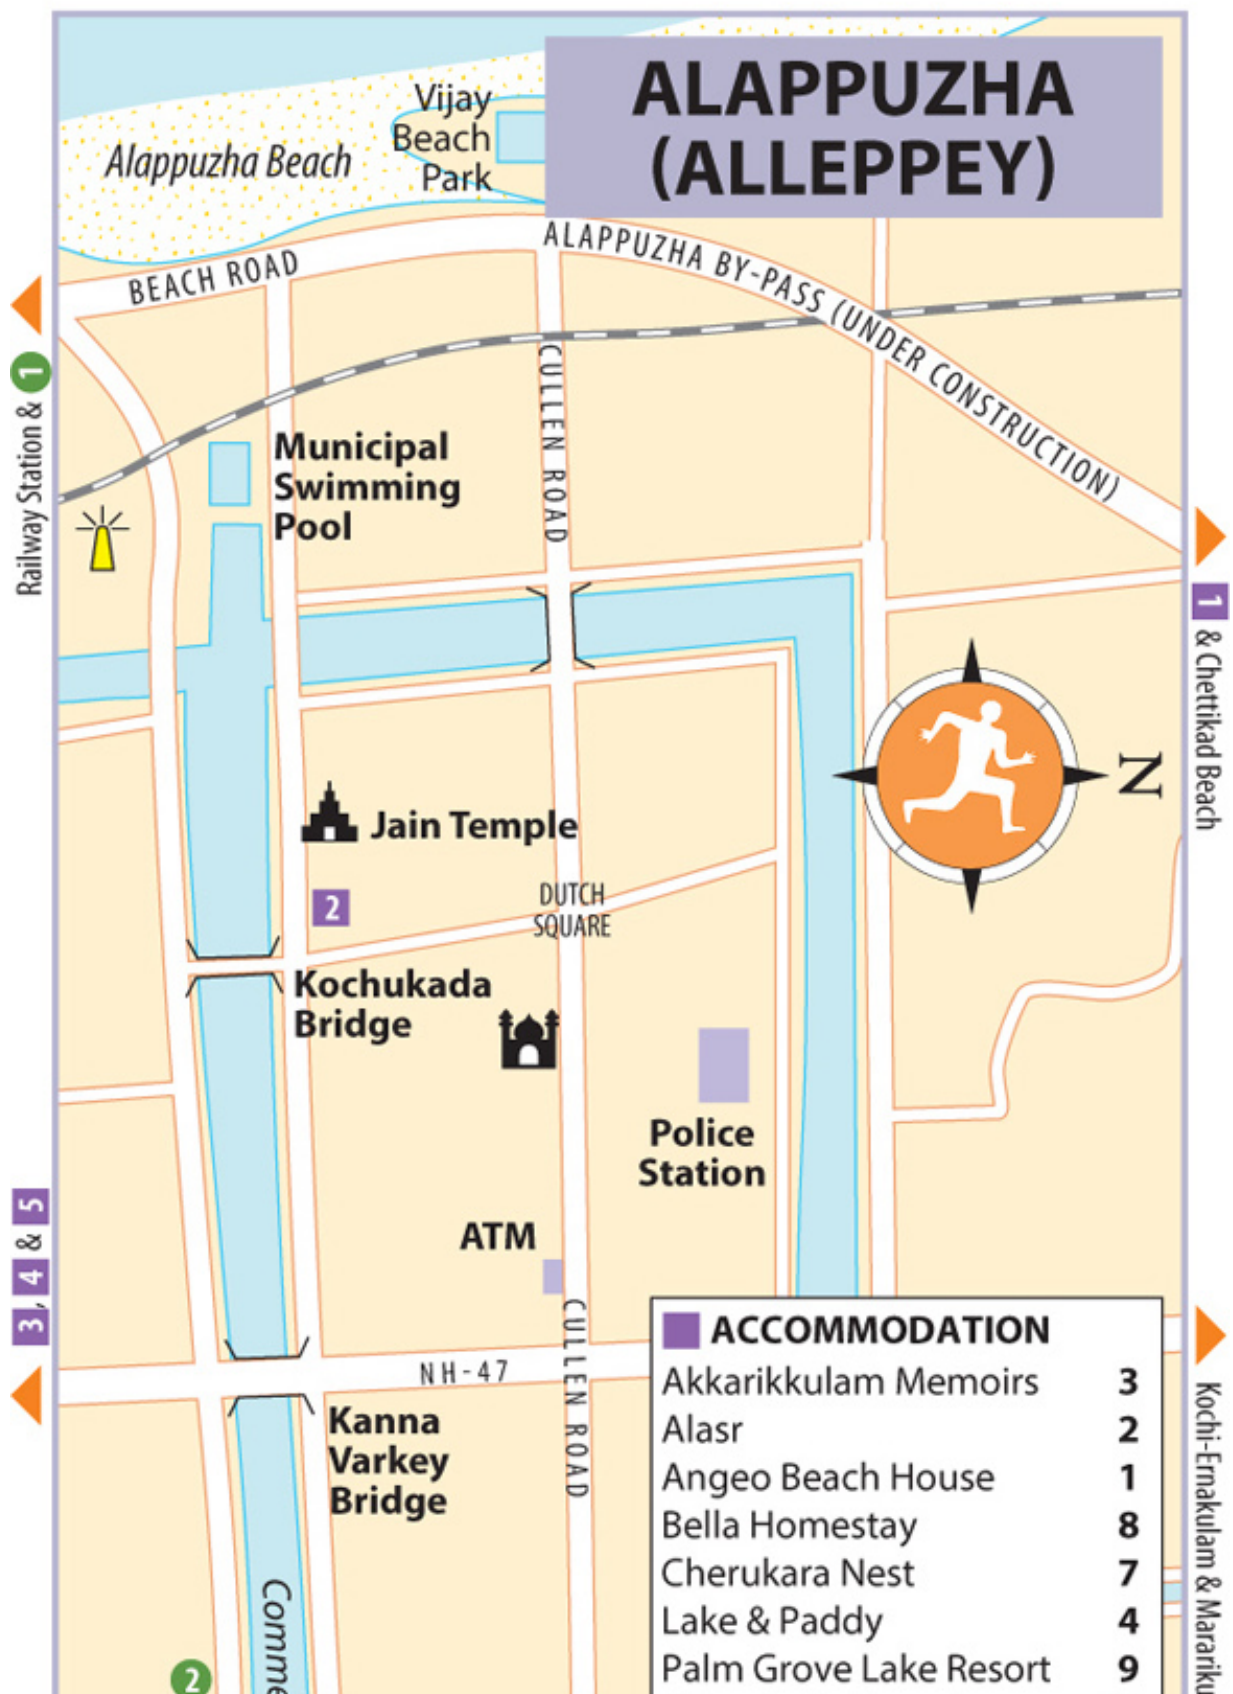 ALAPPUZHA
(ALLEPPEY)
Vijay
Beach
Park
Alappuzha Beach
BEACH ROAD
ALAPPUZHA BY-PASS (UNDER CONSTRUCTION)
Railway Station & 1
CULLEN ROAD
Municipal
Swimming
Pool
1 & Chettikad Beach
N
Jain Temple
2
DUTCH
SQUARE
Kochukada
Bridge
Police
Station
3, 4 & 5
ATM
NH-47
CULLEN ROAD
Kanna
Varkey
Bridge
2
ACCOMMODATION
Akkarikkulam Memoirs 3
Alasr 2
Angeo Beach House 1
Bella Homestay 8
Cherukara Nest 7
Lake & Paddy 4
Palm Grove Lake Resort 9
Kochi-Ernakulam &